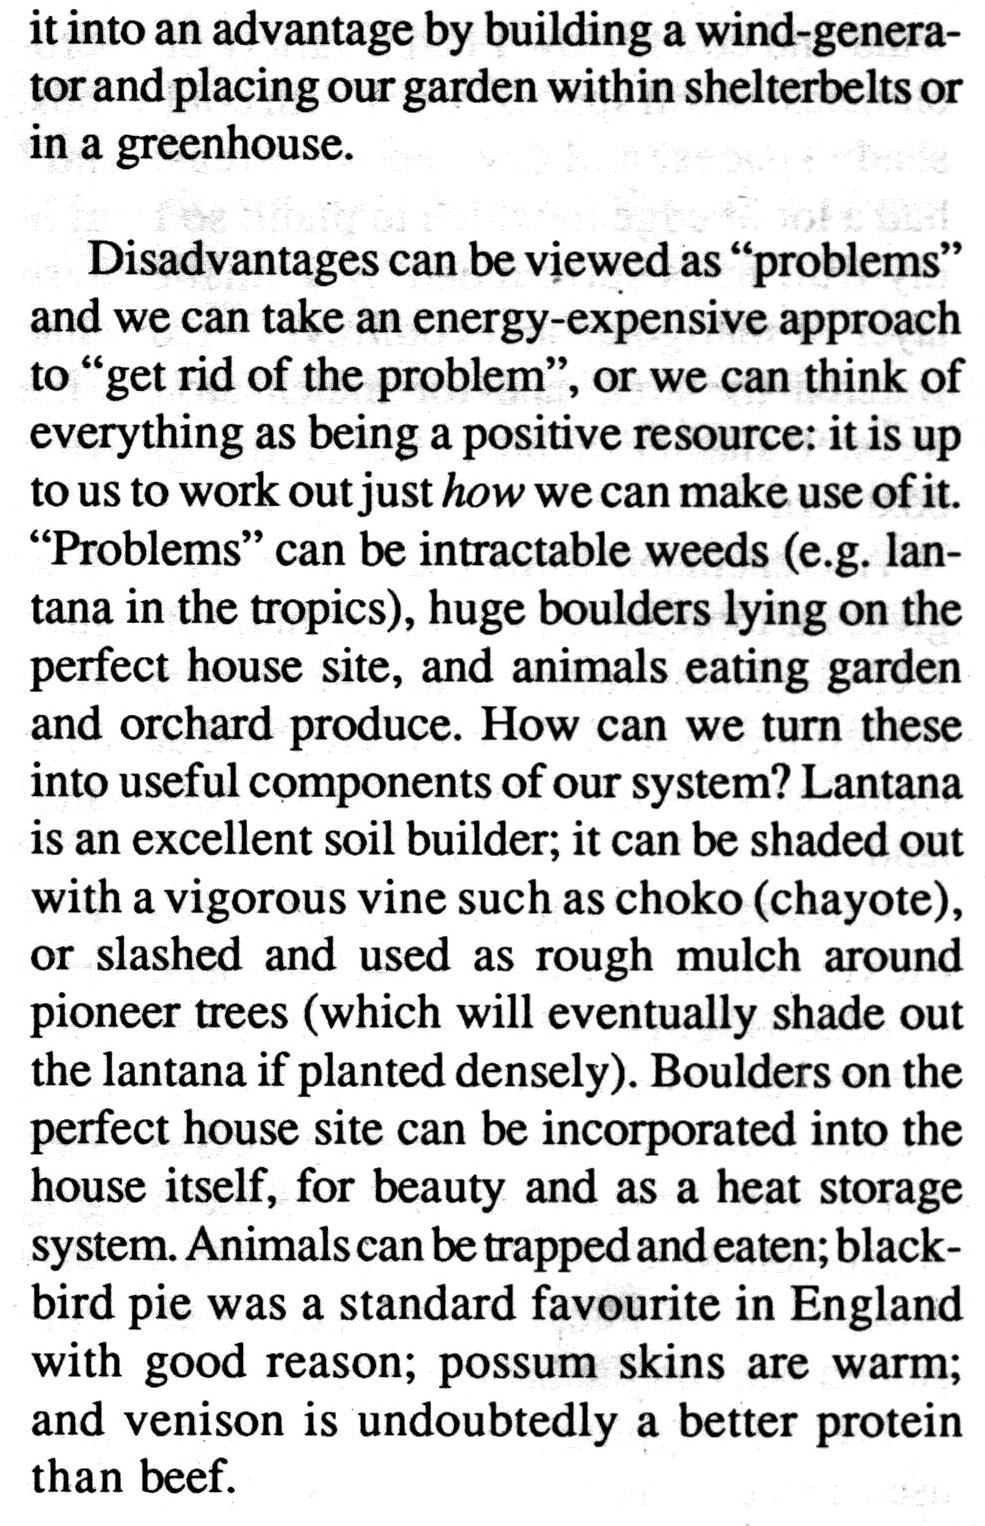 it into an advantage by building a wind-genera-
tor and placing our garden within shelterbelts or
in a greenhouse.
Disadvantages can be viewed as “problems”
and we can take an energy-expensive approach
to “get rid of the problem”, or we can think of
everything as being a positive resource: it is up
to us to work out just how we can make use of it.
“Problems” can be intractable weeds (e.g. lan-
tana in the tropics), huge boulders lying on the
perfect house site, and animals eating garden
and orchard produce. How can we turn these
into useful components of our system? Lantana
is an excellent soil builder; it can be shaded out
with a vigorous vine such as choko (chayote),
or slashed and used as rough mulch around
pioneer trees (which will eventually shade out
the lantana if planted densely). Boulders on the
perfect house site can be incorporated into the
house itself, for beauty and as a heat storage
system. Animals can be trapped and eaten; black-
bird pie was a standard favourite in England
with good reason; possum skins are warm;
and venison is undoubtedly a better protein
than beef.